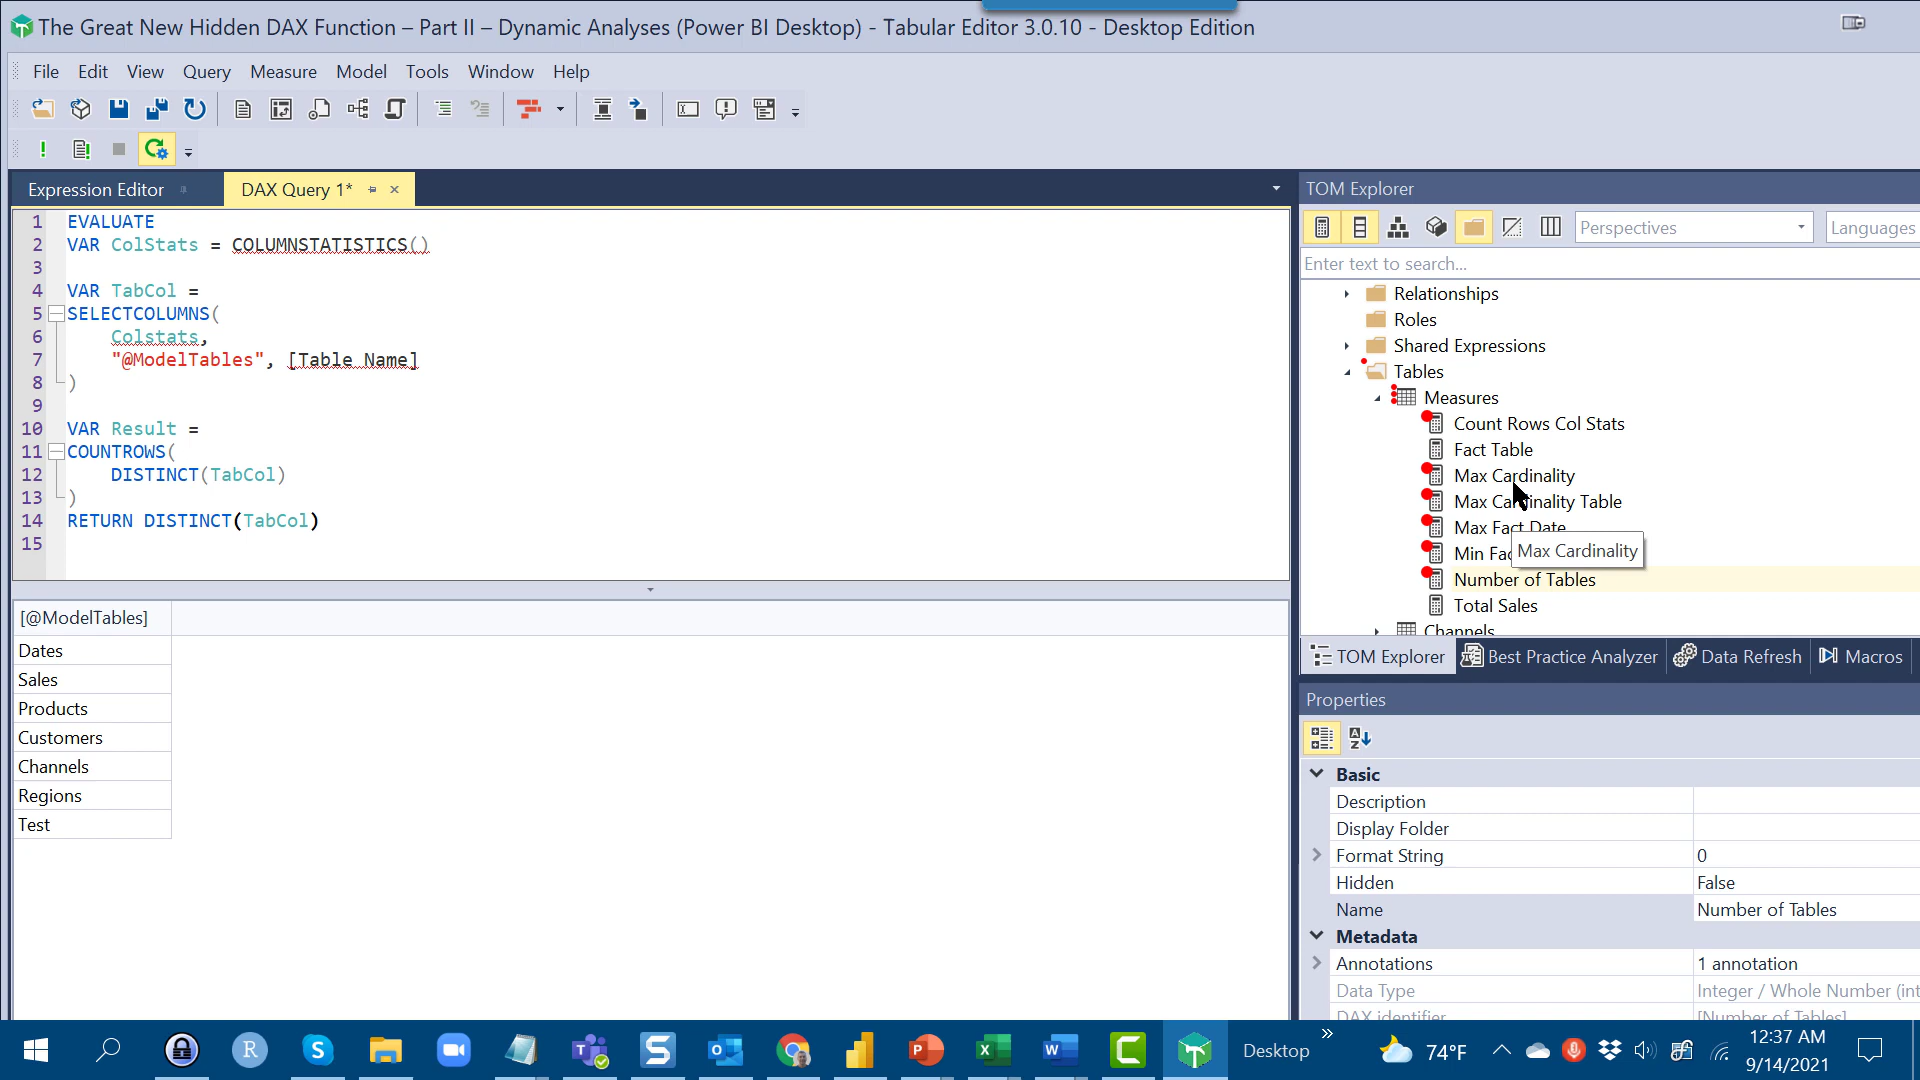 The Great New Hidden DAX Function – Part II – Dynamic Analyses (Power BI Desktop) - Tabular Editor 3.0.10 - Desktop Edition
File Edit View Query Measure Model Tools Window Help
Expression Editor DAX Query 1*
1 EVALUATE
2 VAR ColStats = COLUMNSTATISTICS()
3
4 VAR TabCol =
5 SELECTCOLUMNS(
6 Colstats,
7 "@ModelTables", [Table Name]
8 )
9
10 VAR Result =
11 COUNTROWS(
12 DISTINCT(TabCol)
13 )
14 RETURN DISTINCT(TabCol)
15
[@ModelTables]
Dates
Sales
Products
Customers
Channels
Regions
Test
TOM Explorer
Perspectives Languages
Enter text to search...
Relationships
Roles
Shared Expressions
Tables
Measures
Count Rows Col Stats
Fact Table
Max Cardinality
Max Cardinality Table
Max Fact Date
Min Fac
Max Cardinality
Number of Tables
Total Sales
Channels
TOM Explorer Best Practice Analyzer Data Refresh Macros
Properties
Basic
Description
Display Folder
Format String 0
Hidden False
Name Number of Tables
Metadata
Annotations 1 annotation
Data Type Integer / Whole Number (int
DAX identifier [Number of Tables]
Desktop 74°F 12:37 AM
9/14/2021